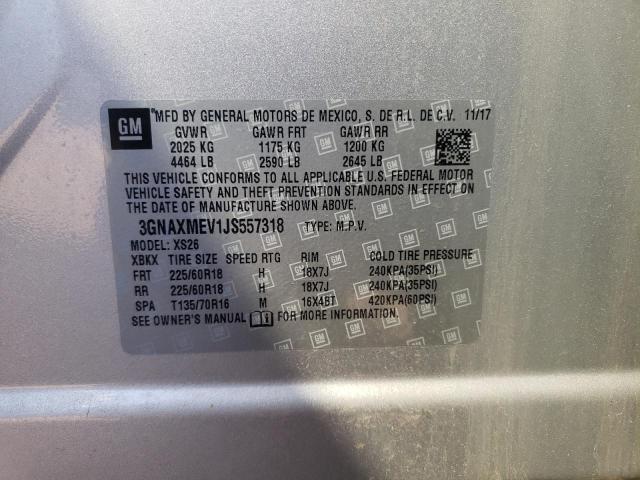 GM ®MFD BY GENERAL MOTORS DE MEXICO, S. DE R.L. DE C.V. 11/17
GVWR GAWR FRT GAWR RR
2025 KG 1175 KG 1200 KG
4464 LB 2590 LB 2645 LB
THIS VEHICLE CONFORMS TO ALL APPLICABLE U.S. FEDERAL MOTOR
VEHICLE SAFETY AND THEFT PREVENTION STANDARDS IN EFFECT ON
THE DATE OF MANUFACTURE SHOWN ABOVE.
3GNAXMEV1JS557318 TYPE: M.P.V.
MODEL: XS26
XBKX TIRE SIZE SPEED RTG RIM COLD TIRE PRESSURE
FRT 225/60R18 H 18X7J 240KPA(35PSI)
RR 225/60R18 H 18X7J 240KPA(35PSI)
SPA T135/70R16 M 16X4BT 420KPA(60PSI)
SEE OWNER'S MANUAL FOR MORE INFORMATION.